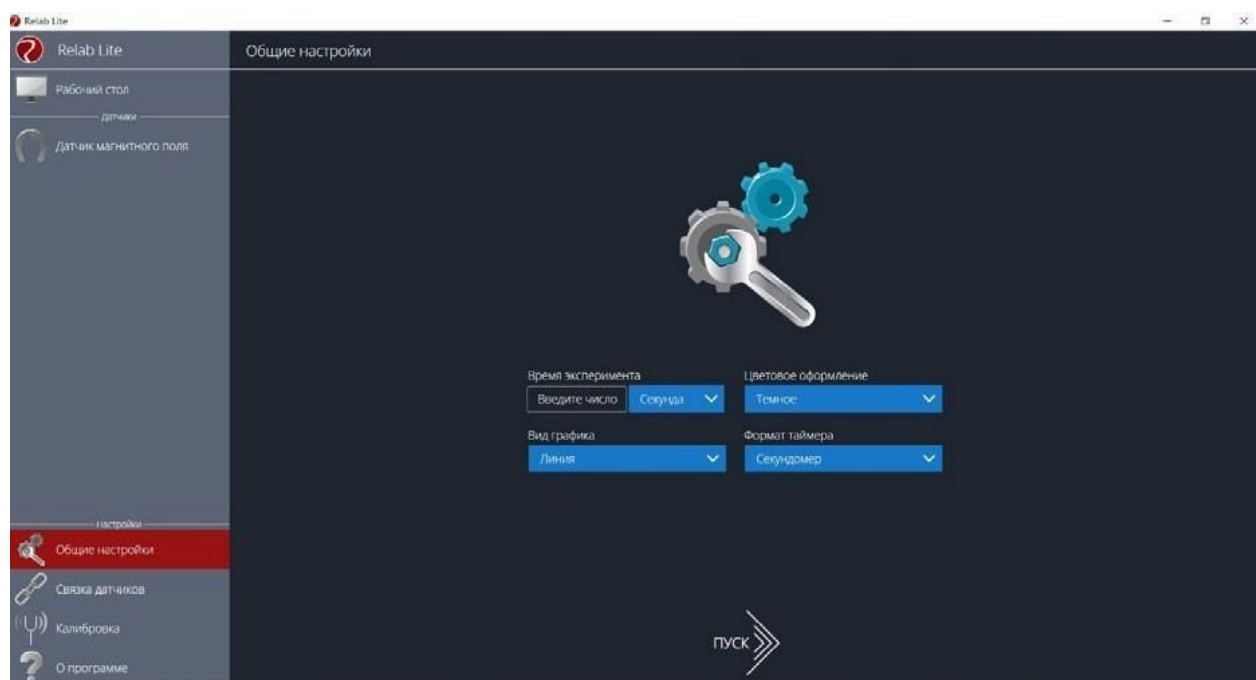 Relab Lite
Relab Lite
Общие настройки
Рабочий стол
Датчики
Датчик магнитного поля
Время эксперимента
Цветовое оформление
Введите число
Секунда
Темное
Вид графика
Формат таймера
Линия
Секундомер
Настройки
Общие настройки
Связка датчиков
Калибровка
О программе
ПУСК